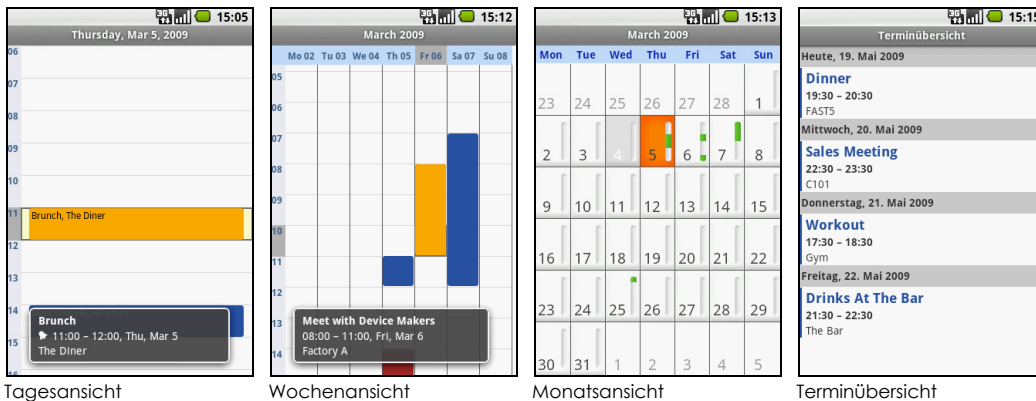 3G 15:05
Thursday, Mar 5, 2009
06
07
08
09
10
11 Brunch, The Diner
12
13
14
15
16
Brunch
11:00 – 12:00, Thu, Mar 5
The Diner
Tagesansicht
3G 15:12
March 2009
Mo 02 Tu 03 We 04 Th 05 Fr 06 Sa 07 Su 08
05
06
07
08
09
10
11
12
13
14
Meet with Device Makers
08:00 – 11:00, Fri, Mar 6
Factory A
Wochenansicht
3G 15:13
March 2009
Mon Tue Wed Thu Fri Sat Sun
23 24 25 26 27 28 1
2 3 4 5 6 7 8
9 10 11 12 13 14 15
16 17 18 19 20 21 22
23 24 25 26 27 28 29
30 31 1 2 3 4 5
Monatsansicht
3G 15:15
Terminübersicht
Heute, 19. Mai 2009
Dinner
19:30 – 20:30
FAST5
Mittwoch, 20. Mai 2009
Sales Meeting
22:30 – 23:30
C101
Donnerstag, 21. Mai 2009
Workout
17:30 – 18:30
Gym
Freitag, 22. Mai 2009
Drinks At The Bar
21:30 – 22:30
The Bar
Terminübersicht